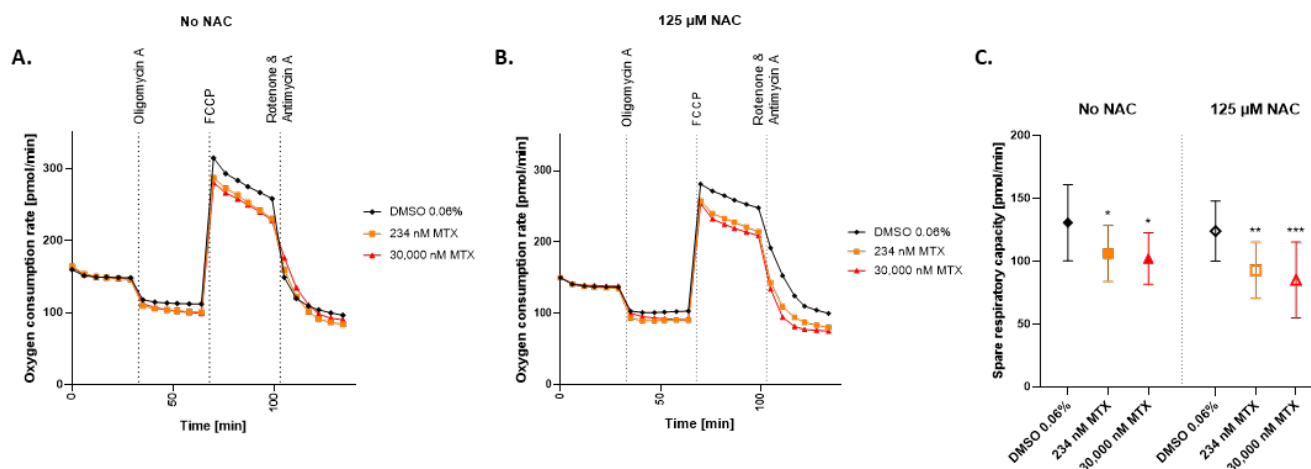 No NAC
A.
Oligomycin A
FCCP
Rotenone &
Antimycin A
Oxygen consumption rate [pmol/min]
300
200
100
0
0
50
100
Time [min]
DMSO 0.06%
234 nM MTX
30,000 nM MTX
125 µM NAC
B.
Oligomycin A
FCCP
Rotenone &
Antimycin A
Oxygen consumption rate [pmol/min]
300
200
100
0
0
50
100
Time [min]
DMSO 0.06%
234 nM MTX
30,000 nM MTX
C.
No NAC
125 µM NAC
Spare respiratory capacity [pmol/min]
200
150
100
50
0
*
*
**
***
DMSO 0.06%
234 nM MTX
30,000 nM MTX
DMSO 0.06%
234 nM MTX
30,000 nM MTX